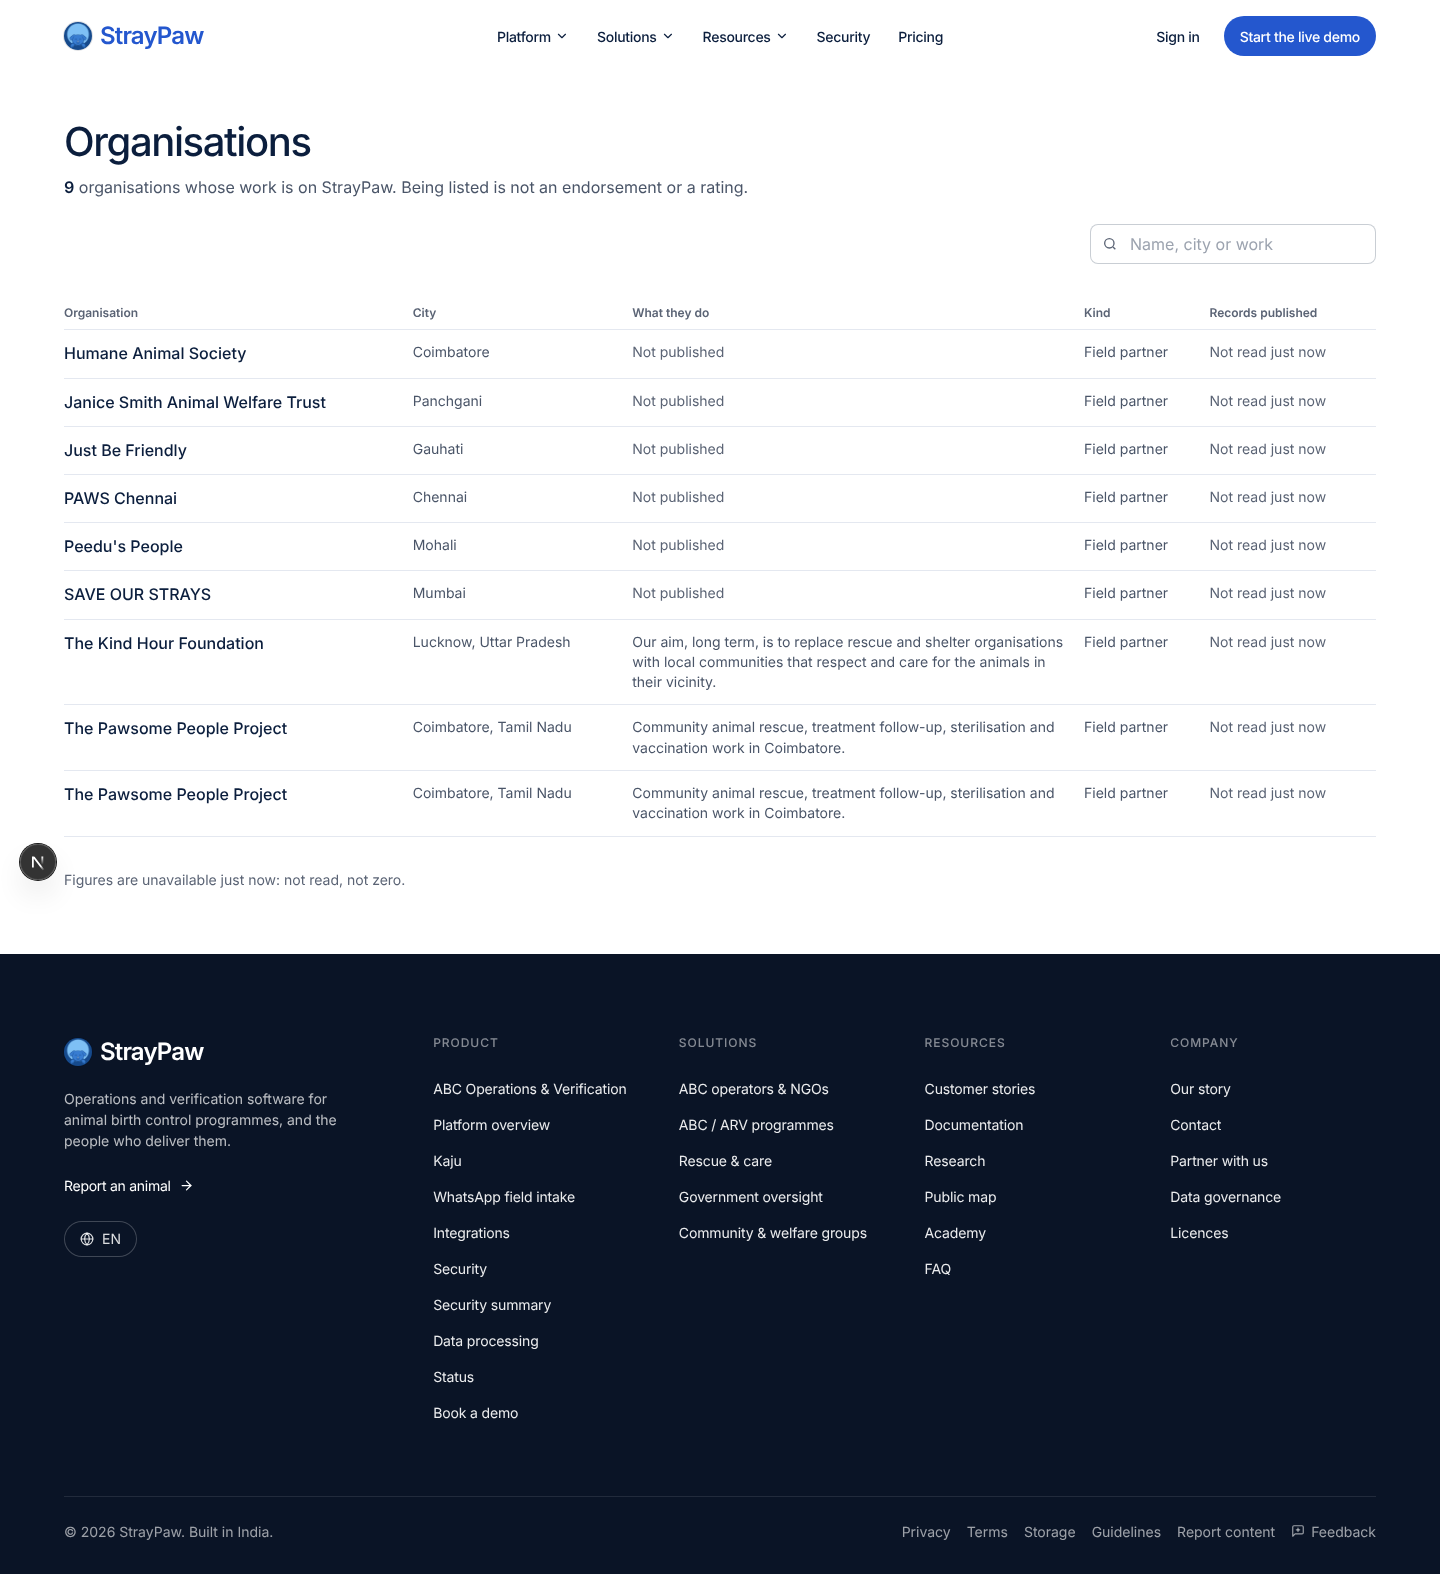 StrayPaw
Platform
Solutions
Resources
Security
Pricing
Sign in
Start the live demo
Organisations
9 organisations whose work is on StrayPaw. Being listed is not an endorsement or a rating.
Name, city or work
Organisation City What they do Kind Records published
Humane Animal Society Coimbatore Not published Field partner Not read just now
Janice Smith Animal Welfare Trust Panchgani Not published Field partner Not read just now
Just Be Friendly Gauhati Not published Field partner Not read just now
PAWS Chennai Chennai Not published Field partner Not read just now
Peedu's People Mohali Not published Field partner Not read just now
SAVE OUR STRAYS Mumbai Not published Field partner Not read just now
The Kind Hour Foundation Lucknow, Uttar Pradesh Our aim, long term, is to replace rescue and shelter organisations Field partner Not read just now
with local communities that respect and care for the animals in
their vicinity.
The Pawsome People Project Coimbatore, Tamil Nadu Community animal rescue, treatment follow-up, sterilisation and Field partner Not read just now
vaccination work in Coimbatore.
The Pawsome People Project Coimbatore, Tamil Nadu Community animal rescue, treatment follow-up, sterilisation and Field partner Not read just now
vaccination work in Coimbatore.
N
Figures are unavailable just now: not read, not zero.
StrayPaw
Operations and verification software for
animal birth control programmes, and the
people who deliver them.
Report an animal
EN
PRODUCT
ABC Operations & Verification
Platform overview
Kaju
WhatsApp field intake
Integrations
Security
Security summary
Data processing
Status
Book a demo
SOLUTIONS
ABC operators & NGOs
ABC / ARV programmes
Rescue & care
Government oversight
Community & welfare groups
RESOURCES
Customer stories
Documentation
Research
Public map
Academy
FAQ
COMPANY
Our story
Contact
Partner with us
Data governance
Licences
© 2026 StrayPaw. Built in India.
Privacy Terms Storage Guidelines Report content Feedback